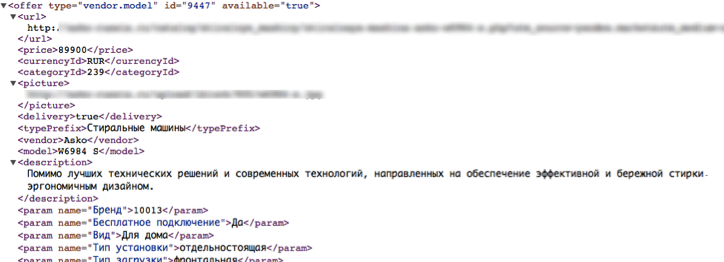 <offer type="vendor.model" id="9447" available="true">
<url>
http:
</url>
<price>89900</price>
<currencyId>RUR</currencyId>
<categoryId>239</categoryId>
<picture>
</picture>
<delivery>true</delivery>
<typePrefix>Стиральные машины</typePrefix>
<vendor>Asko</vendor>
<model>W6984 S</model>
<description>
Помимо лучших технических решений и современных технологий, направленных на обеспечение эффективной и бережной стирки
эргономичным дизайном.
</description>
<param name="Бренд">10013</param>
<param name="Бесплатное подключение">Да</param>
<param name="Вид">Для дома</param>
<param name="Тип установки">отдельностоящая</param>
<param name="Тип загрузки">фронтальная</param>